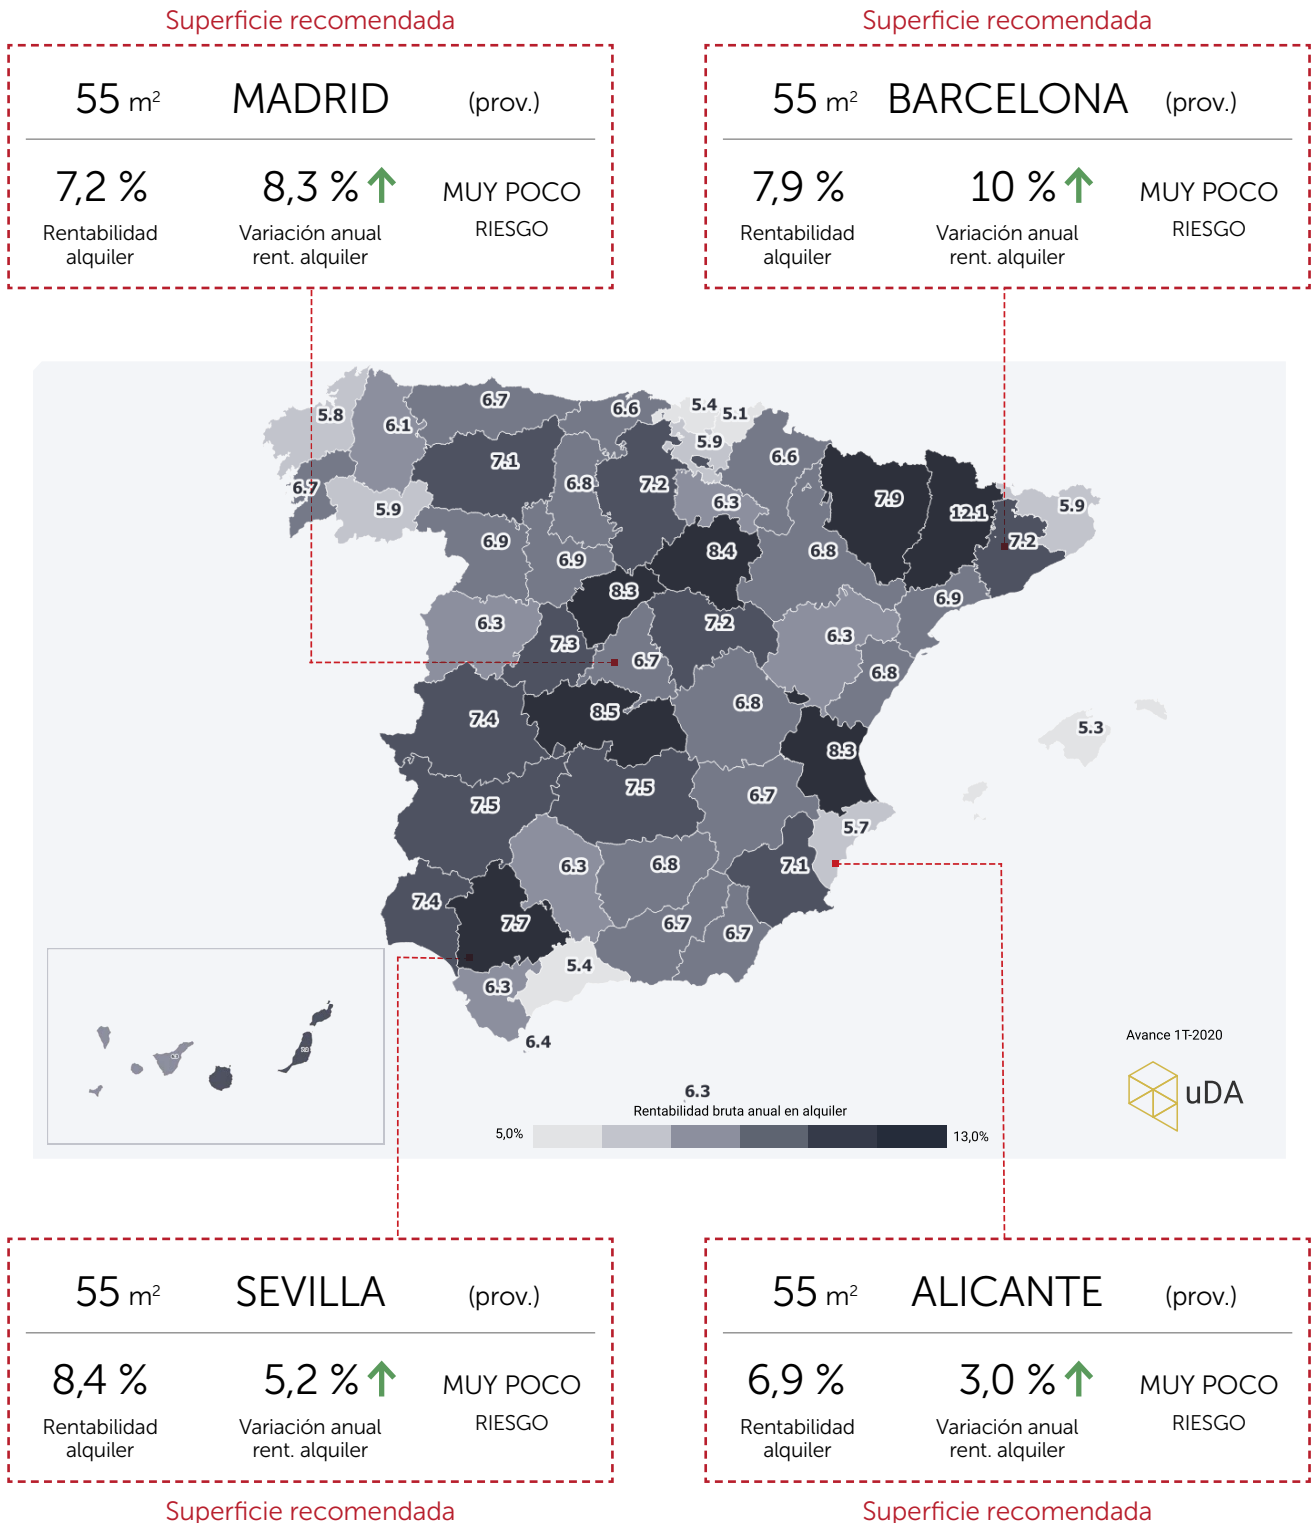 Superficie recomendada
Superficie recomendada
55 m² MADRID (prov.)
7,2 % 8,3 % MUY POCO
RIESGO
Rentabilidad Variación anual
alquiler rent. alquiler
55 m² BARCELONA (prov.)
7,9 % 10 % MUY POCO
RIESGO
Rentabilidad Variación anual
alquiler rent. alquiler
5.8
6.1
6.7
6.6
5.4
5.1
5.9
6.6
7.1
6.8
7.2
6.3
7.9
12.1
5.9
6.7
5.9
7.2
6.9
6.9
8.4
6.8
8.3
6.9
6.3
7.3
7.2
6.3
6.7
6.8
7.4
8.5
6.8
5.3
8.3
7.5
7.5
6.7
5.7
6.3
6.8
7.1
7.4
7.7
6.7
6.7
5.4
6.3
6.4
6.3
Avance 1T-2020
uDA
Rentabilidad bruta anual en alquiler
5,0% 13,0%
55 m² SEVILLA (prov.)
8,4 % 5,2 % MUY POCO
RIESGO
Rentabilidad Variación anual
alquiler rent. alquiler
55 m² ALICANTE (prov.)
6,9 % 3,0 % MUY POCO
RIESGO
Rentabilidad Variación anual
alquiler rent. alquiler
Superficie recomendada
Superficie recomendada